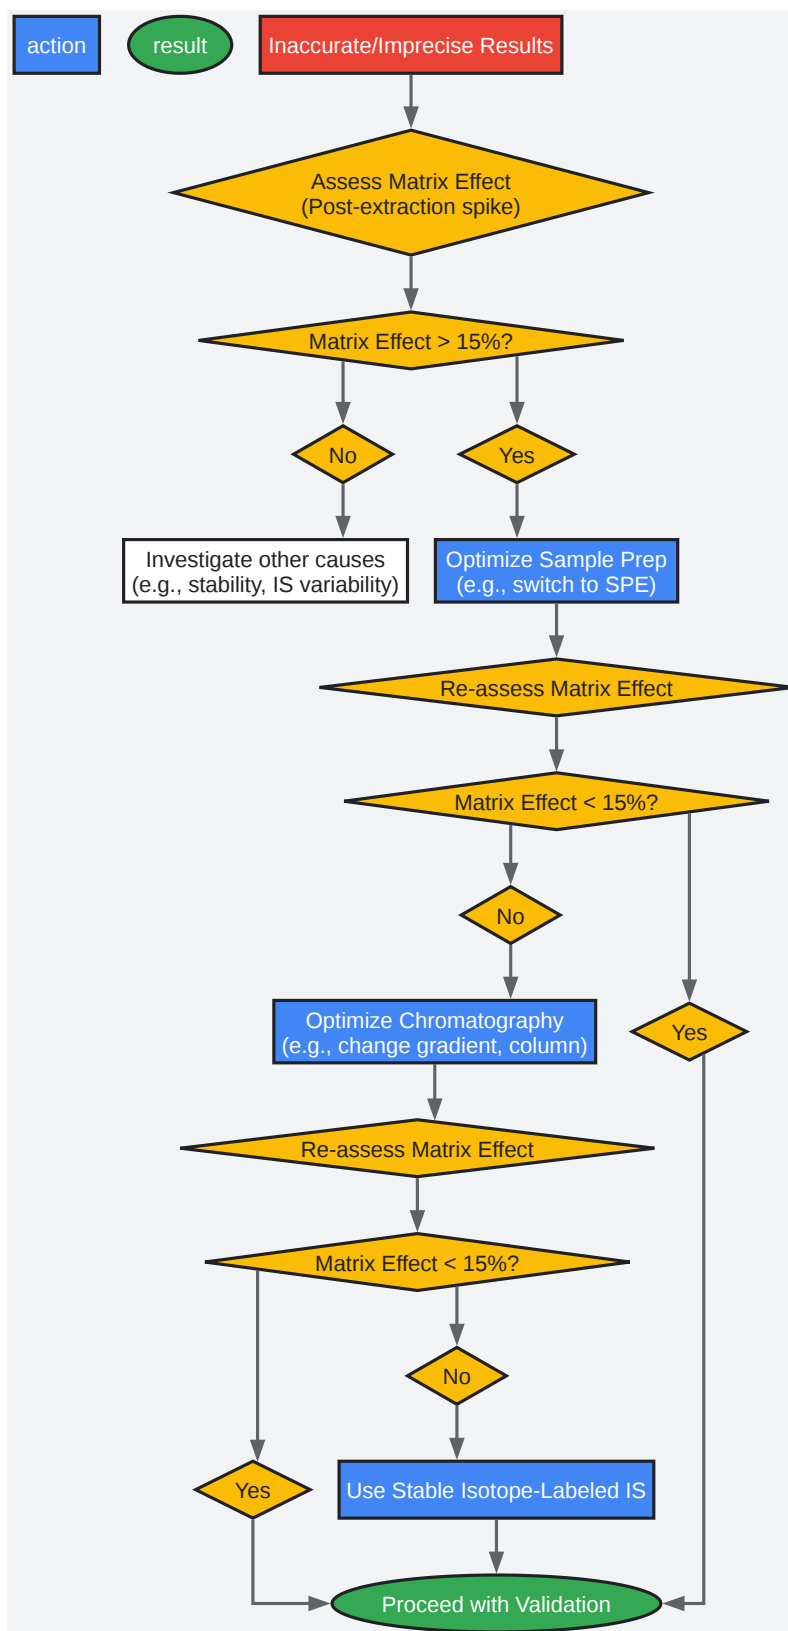 action
result
Inaccurate/Imprecise Results
Assess Matrix Effect
(Post-extraction spike)
Matrix Effect > 15%?
No
Yes
Investigate other causes
(e.g., stability, IS variability)
Optimize Sample Prep
(e.g., switch to SPE)
Re-assess Matrix Effect
Matrix Effect < 15%?
No
Optimize Chromatography
(e.g., change gradient, column)
Yes
Re-assess Matrix Effect
Matrix Effect < 15%?
No
Yes
Use Stable Isotope-Labeled IS
Proceed with Validation